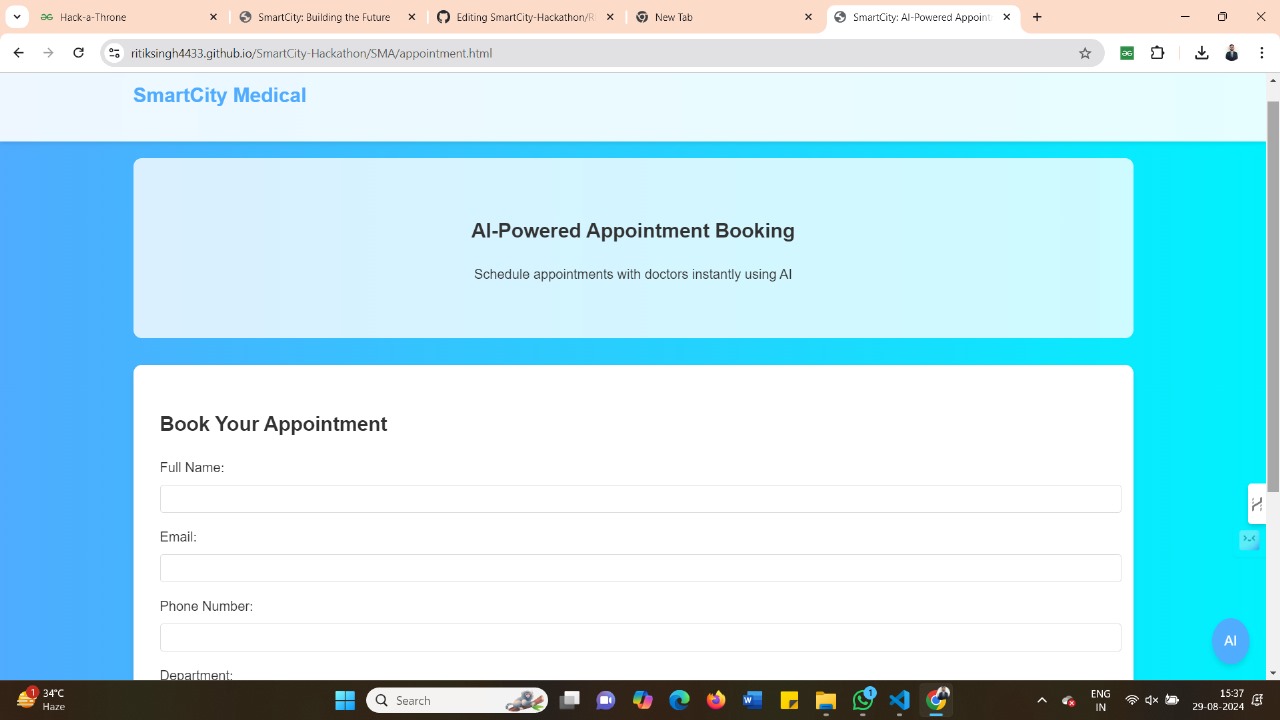 Hack-a-Throne
SmartCity: Building the Future
Editing SmartCity-Hackathon/R
New Tab
SmartCity: AI-Powered Appoint
ritiksingh4433.github.io/SmartCity-Hackathon/SMA/appointment.html
SmartCity Medical
AI-Powered Appointment Booking
Schedule appointments with doctors instantly using AI
Book Your Appointment
Full Name:
Email:
Phone Number:
Department:
AI
1
34°C
Haze
Search
1
ENG
IN
15:37
29-08-2024